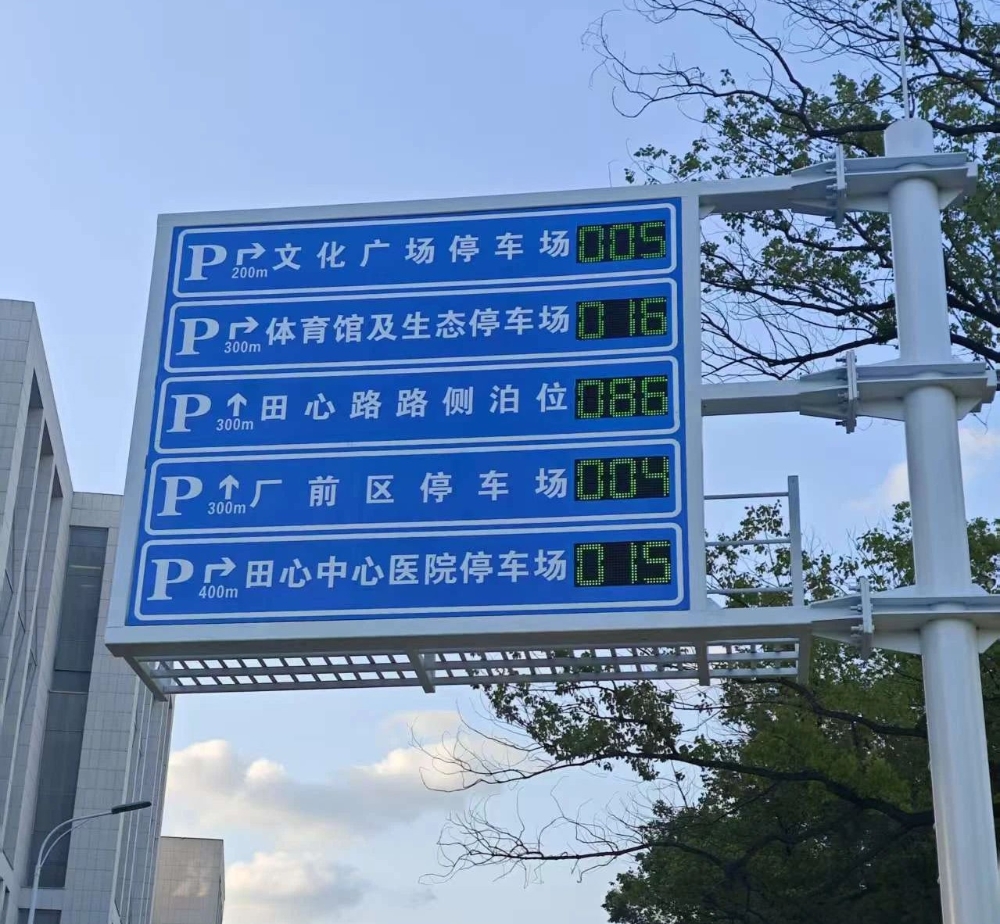 P 200m 文化广场停车场 005
P 300m 体育馆及生态停车场 016
P 300m 田心路路侧泊位 086
P 300m 厂前区停车场 004
P 400m 田心中心医院停车场 015